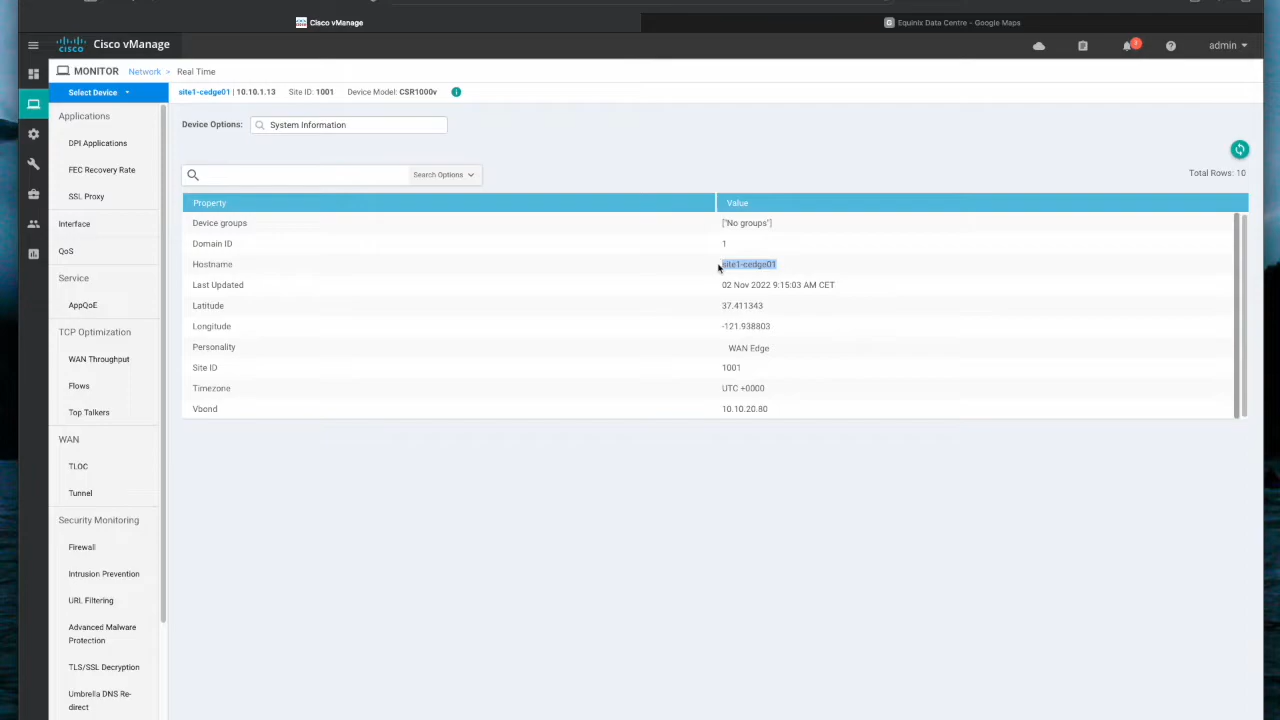 Cisco vManage
Equinix Data Centre - Google Maps
CISCO Cisco vManage
admin
MONITOR Network > Real Time
Select Device
site1-cedge01 | 10.10.1.13 Site ID: 1001 Device Model: CSR1000v
Applications
DPI Applications
FEC Recovery Rate
SSL Proxy
Interface
QoS
Service
AppQoE
TCP Optimization
WAN Throughput
Flows
Top Talkers
WAN
TLOC
Tunnel
Security Monitoring
Firewall
Intrusion Prevention
URL Filtering
Advanced Malware
Protection
TLS/SSL Decryption
Umbrella DNS Re-
direct
Device Options: System Information
Search Options
Total Rows: 10
Property Value
Device groups ["No groups"]
Domain ID 1
Hostname site1-cedge01
Last Updated 02 Nov 2022 9:15:03 AM CET
Latitude 37.411343
Longitude -121.938803
Personality WAN Edge
Site ID 1001
Timezone UTC +0000
Vbond 10.10.20.80